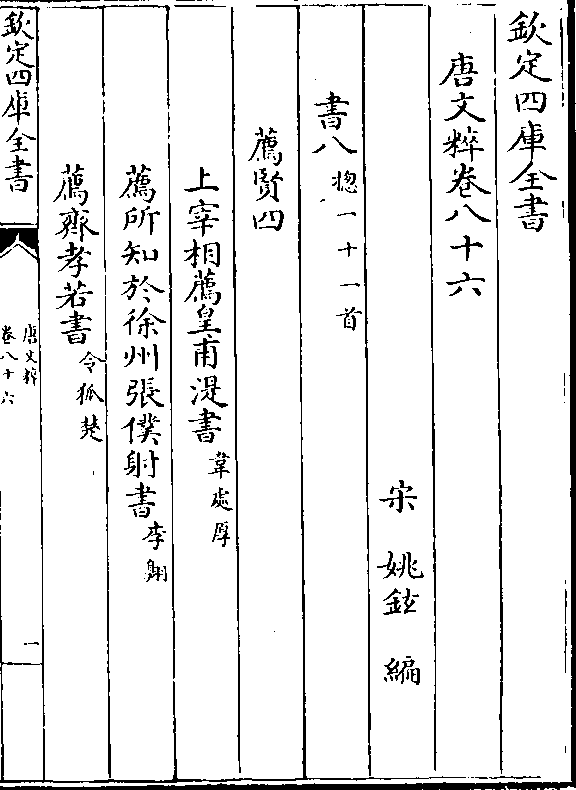 欽定四庫全書
唐文粹卷八十六
宋 姚鉉 編
書八 揔一十一首
薦賢四
上宰相薦皇甫湜書 韋處厚
薦所知於徐州張僕射書 李翺
薦齊孝若書 令狐楚
欽定四庫全書
唐文粹
卷八十六
一